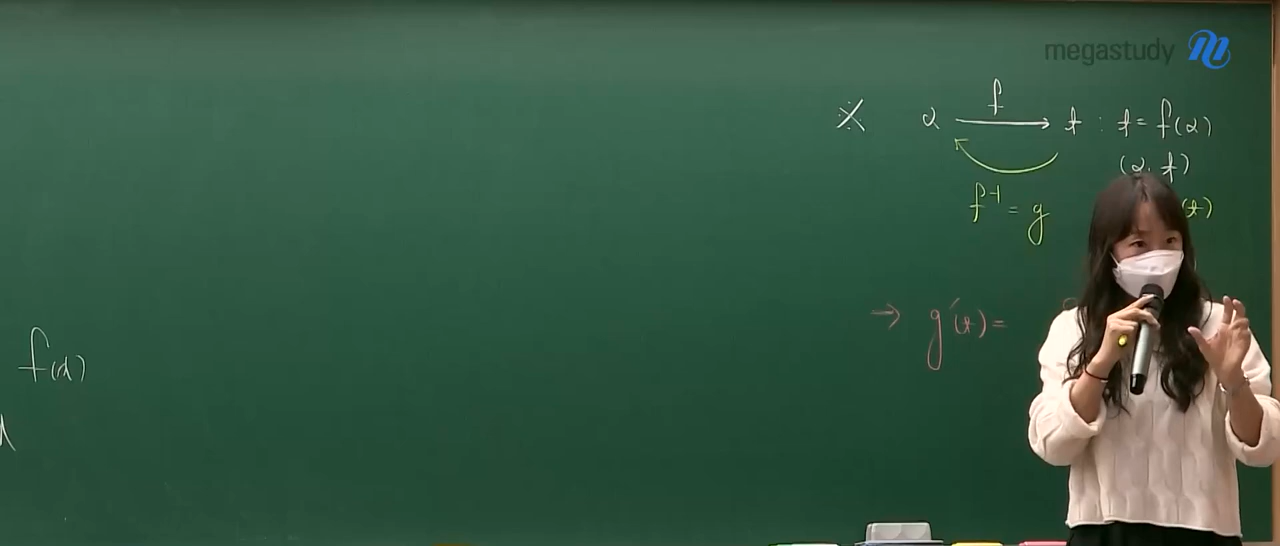 megastudy
※ α f → t : t = f(α)
(α, t)
f⁻¹ = g (t)
→ g′(t) =
f(α)